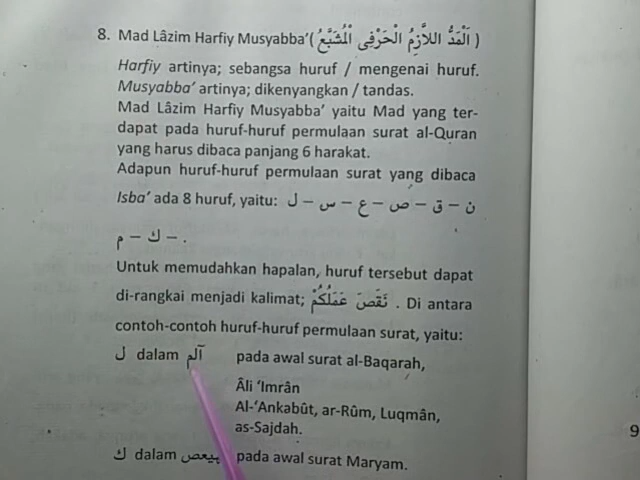 8. Mad Lâzim Harfiy Musyabba’( اَلْمَدُّ اللاَّزِمُ الْحَرْفِى الْمُشَبَّعُ )
Harfiy artinya; sebangsa huruf / mengenai huruf.
Musyabba’ artinya; dikenyangkan / tandas.
Mad Lâzim Harfiy Musyabba’ yaitu Mad yang ter-
dapat pada huruf-huruf permulaan surat al-Quran
yang harus dibaca panjang 6 harakat.
Adapun huruf-huruf permulaan surat yang dibaca
Isba’ ada 8 huruf, yaitu: ن – ق – ص – ع – س – ل
– ك – م .
Untuk memudahkan hapalan, huruf tersebut dapat
di-rangkai menjadi kalimat; نَقَصَ عَمَلُكُمْ . Di antara
contoh-contoh huruf-huruf permulaan surat, yaitu:
ل dalam آلم pada awal surat al-Baqarah,
Âli ‘Imrân
Al-‘Ankabût, ar-Rûm, Luqmân,
as-Sajdah.
ك dalam pada awal surat Maryam.
9